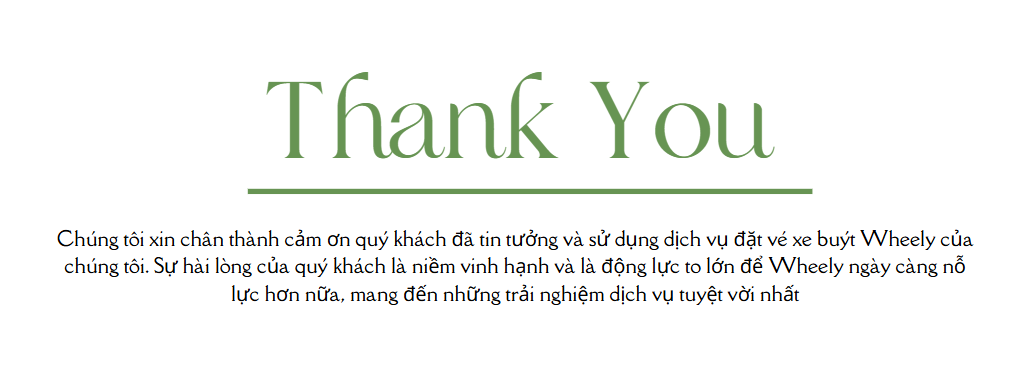 Thank You
Chúng tôi xin chân thành cảm ơn quý khách đã tin tưởng và sử dụng dịch vụ đặt vé xe buýt Wheely của
chúng tôi. Sự hài lòng của quý khách là niềm vinh hạnh và là động lực to lớn để Wheely ngày càng nỗ
lực hơn nữa, mang đến những trải nghiệm dịch vụ tuyệt vời nhất